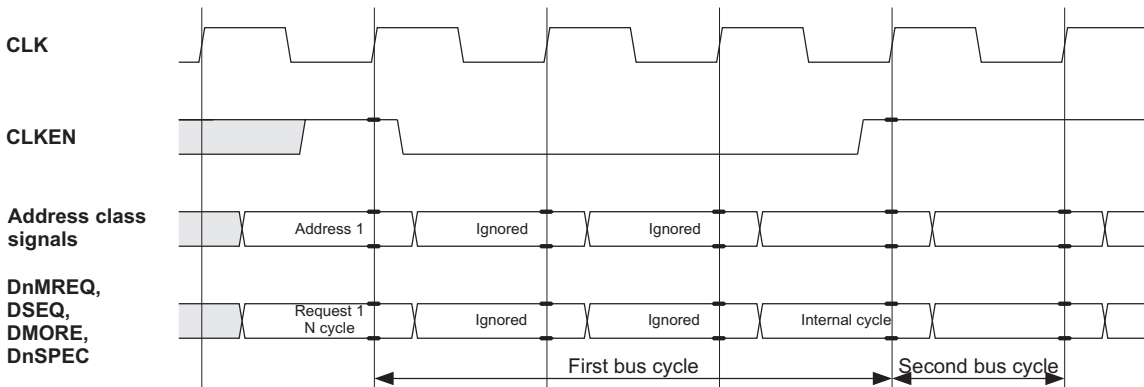 CLK
CLKEN
Address class
signals
Address 1
Ignored
Ignored
DnMREQ,
DSEQ,
DMORE,
DnSPEC
Request 1
N cycle
Ignored
Ignored
Internal cycle
First bus cycle
Second bus cycle